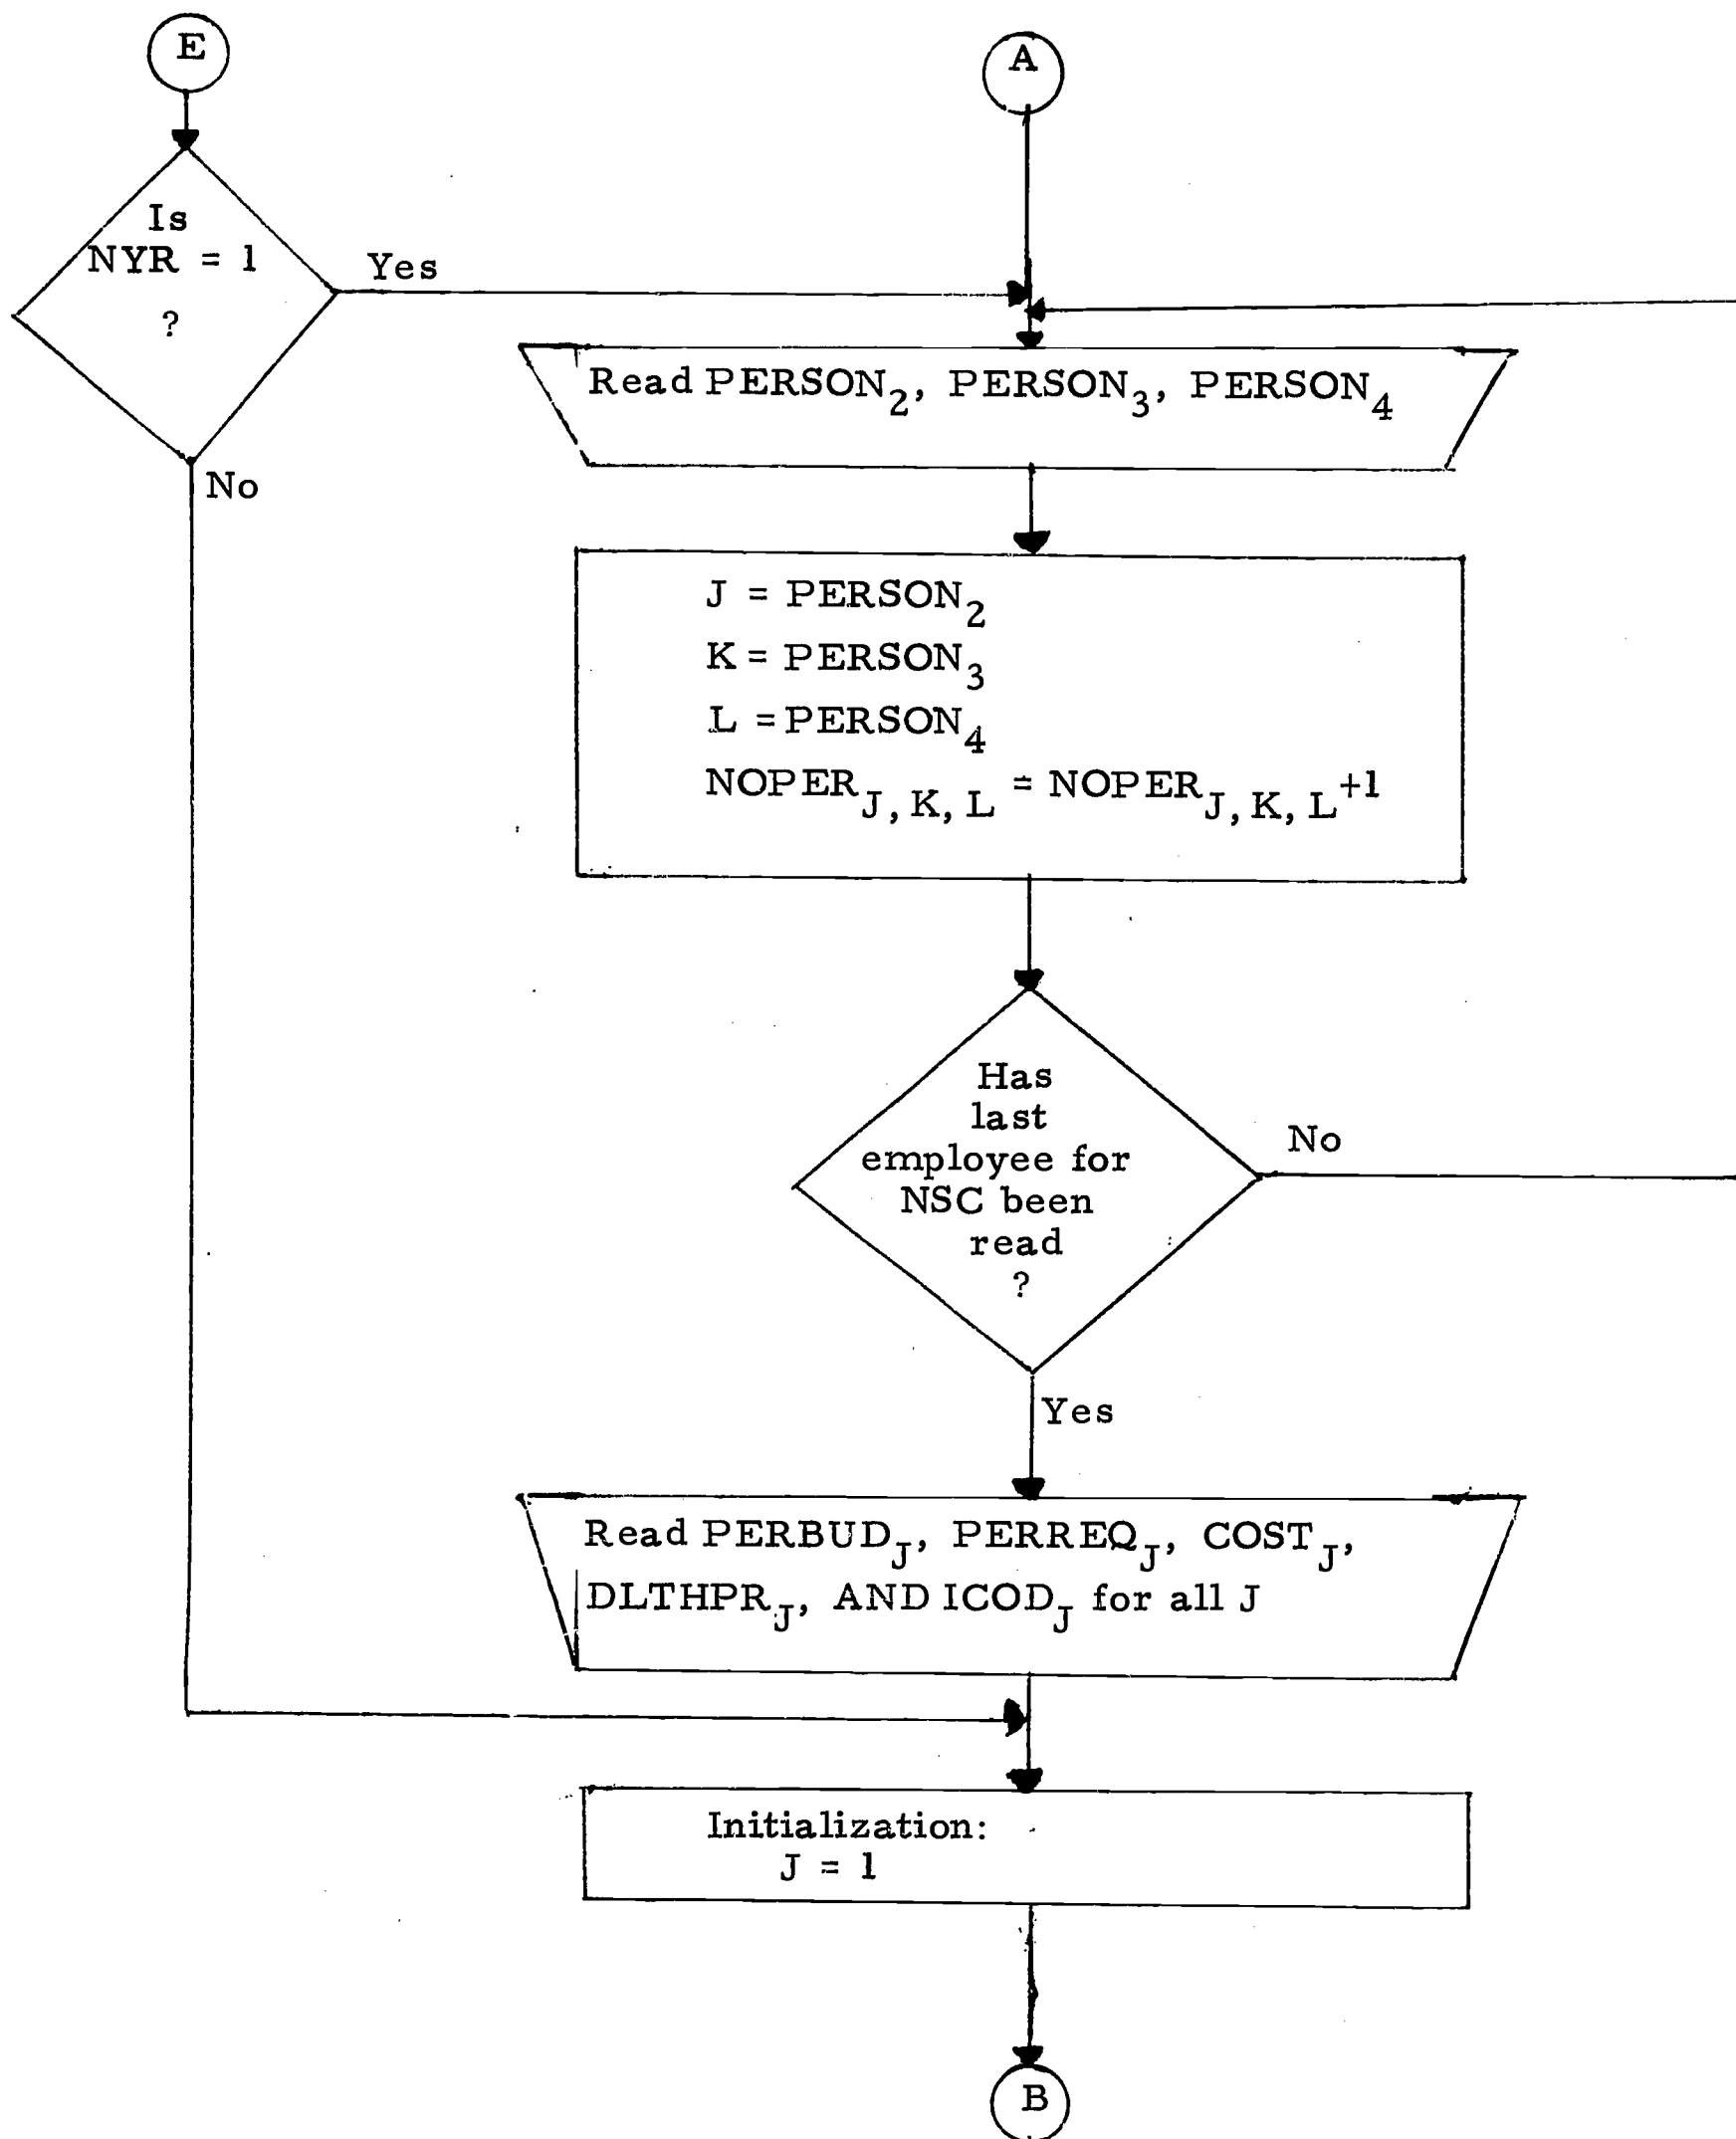 E
A
Is
NYR = 1
?
Yes
No
Read PERSON2, PERSON3, PERSON4
J = PERSON2
K = PERSON3
L = PERSON4
NOPERJ, K, L = NOPERJ, K, L+1
Has
last
employee for
NSC been
read
?
No
Yes
Read PERBUDJ, PERREQJ, COSTJ,
DLTHPRJ, AND ICODJ for all J
Initialization:
J = 1
B